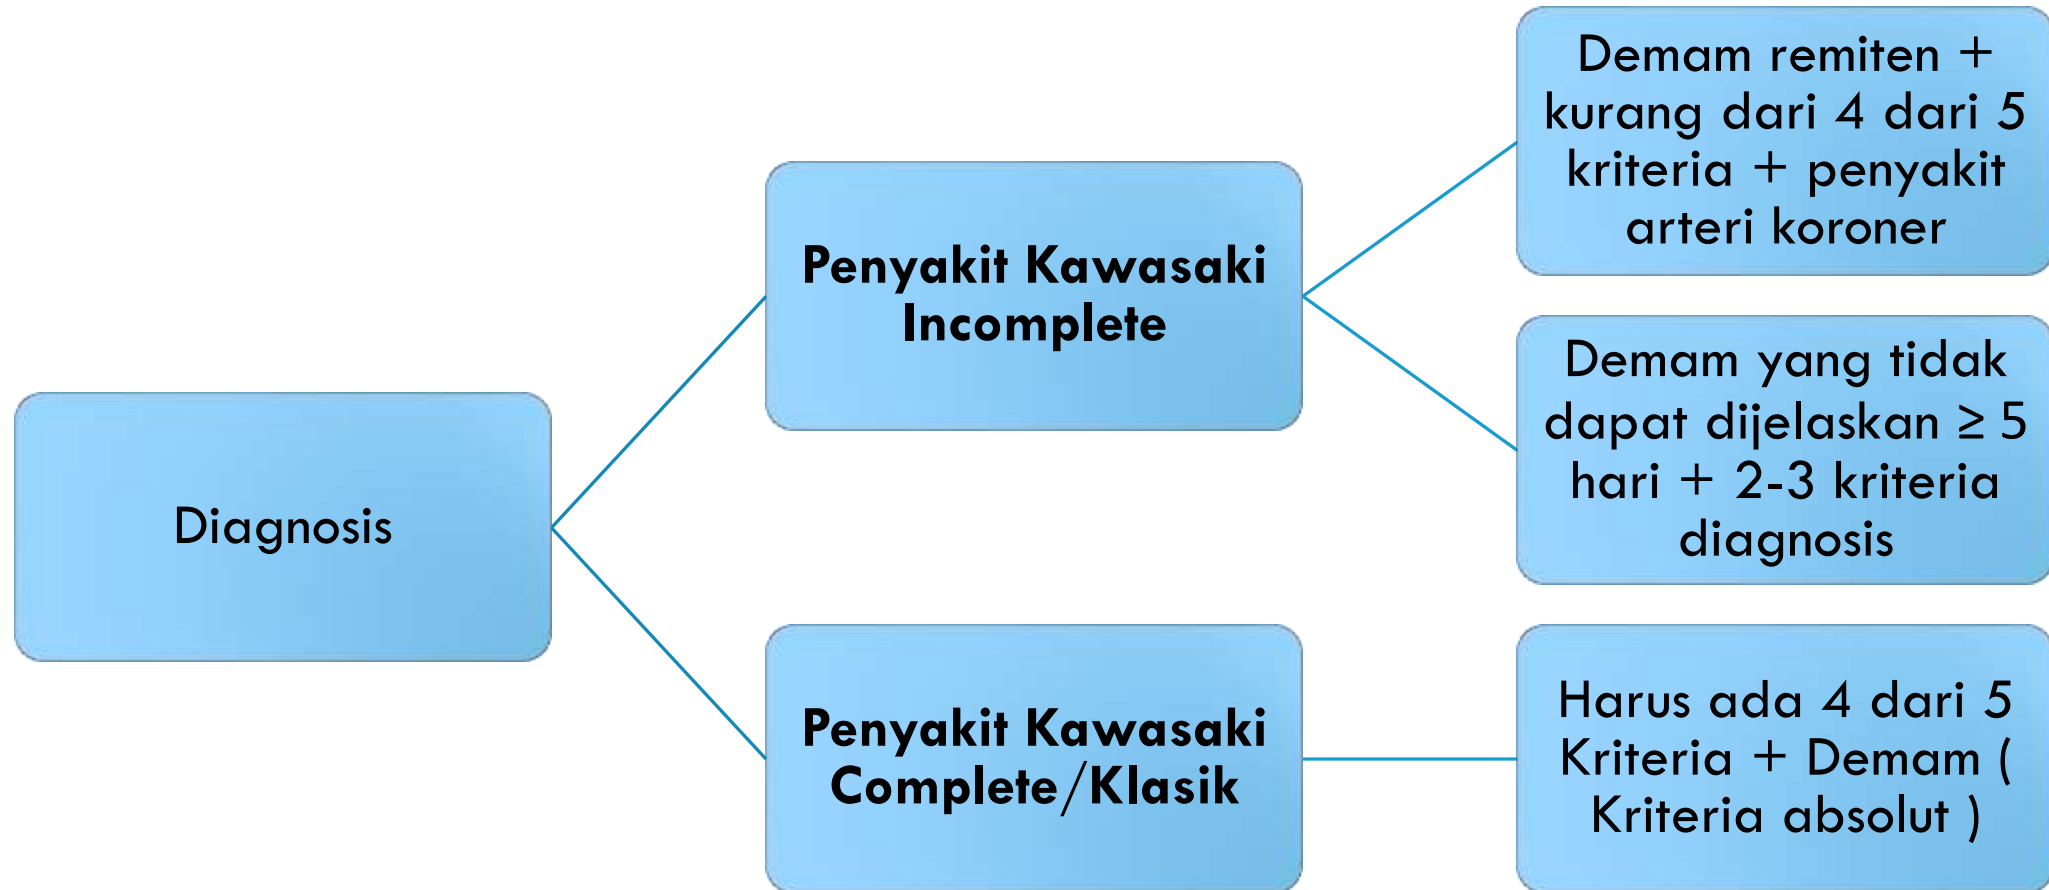 Diagnosis
Penyakit Kawasaki
Incomplete
Demam remiten +
kurang dari 4 dari 5
kriteria + penyakit
arteri koroner
Demam yang tidak
dapat dijelaskan ≥ 5
hari + 2-3 kriteria
diagnosis
Penyakit Kawasaki
Complete/Klasik
Harus ada 4 dari 5
Kriteria + Demam (
Kriteria absolut )